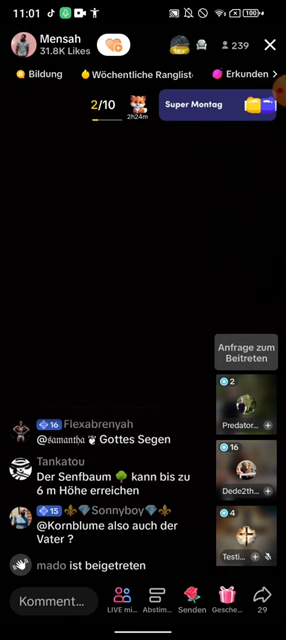 11:01
100
Mensah
31.8K Likes
239
Bildung
Wöchentliche Ranglist
Erkunden
2/10
2h24m
Super Montag
Anfrage zum
Beitreten
2
Predator...
16
Dede2th...
4
Testi...
16 Flexabrenyah
@𝔰𝔞𝔪𝔞𝔫𝔱𝔥𝔞 ❦ Gottes Segen
Tankatou
Der Senfbaum 🌳 kann bis zu
6 m Höhe erreichen
15 ⚜️💎Sonnyboy💎⚜️
@Kornblume also auch der
Vater ?
mado ist beigetreten
Komment...
LIVE mi...
Abstim...
Senden
Gesche...
29